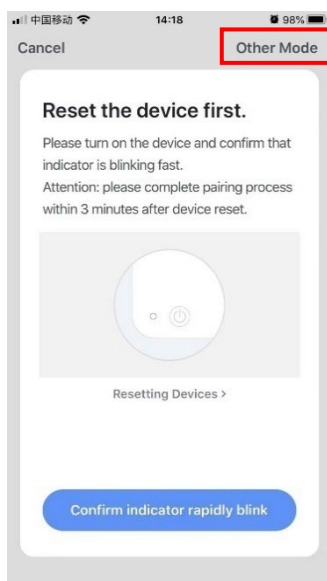 中国移动 14:18 98%
Cancel Other Mode
Reset the device first.
Please turn on the device and confirm that
indicator is blinking fast.
Attention: please complete pairing process
within 3 minutes after device reset.
Resetting Devices >
Confirm indicator rapidly blink